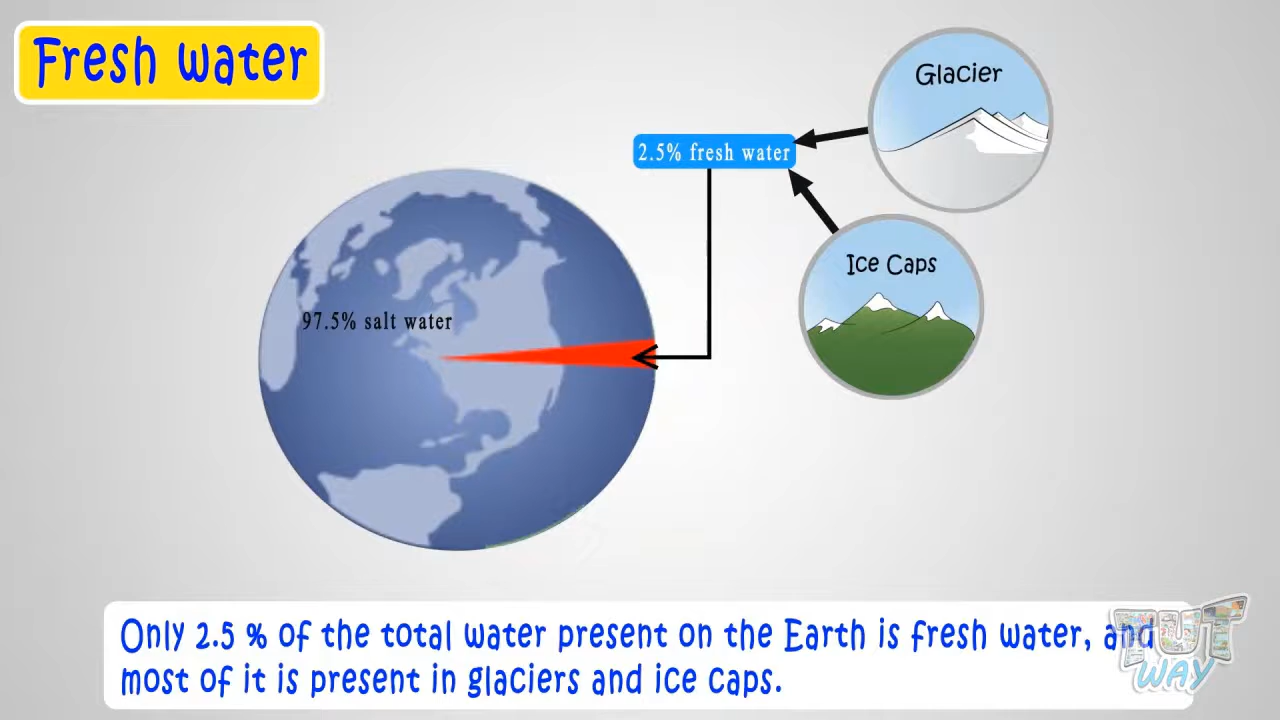 Fresh water
Glacier
2.5% fresh water
Ice Caps
97.5% salt water
Only 2.5 % of the total water present on the Earth is fresh water, and
most of it is present in glaciers and ice caps.
TUT
WAY